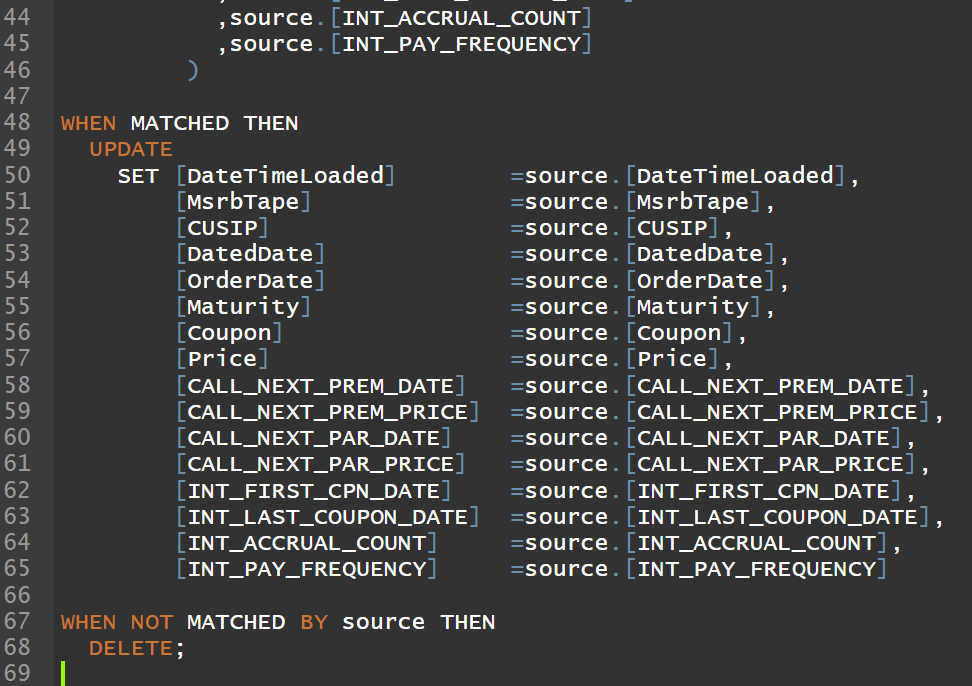 44 ,source.[INT_ACCRUAL_COUNT]
45 ,source.[INT_PAY_FREQUENCY]
46 )
47
48 WHEN MATCHED THEN
49 UPDATE
50 SET [DateTimeLoaded] =source.[DateTimeLoaded],
51 [MsrbTape] =source.[MsrbTape],
52 [CUSIP] =source.[CUSIP],
53 [DatedDate] =source.[DatedDate],
54 [OrderDate] =source.[OrderDate],
55 [Maturity] =source.[Maturity],
56 [Coupon] =source.[Coupon],
57 [Price] =source.[Price],
58 [CALL_NEXT_PREM_DATE] =source.[CALL_NEXT_PREM_DATE],
59 [CALL_NEXT_PREM_PRICE] =source.[CALL_NEXT_PREM_PRICE],
60 [CALL_NEXT_PAR_DATE] =source.[CALL_NEXT_PAR_DATE],
61 [CALL_NEXT_PAR_PRICE] =source.[CALL_NEXT_PAR_PRICE],
62 [INT_FIRST_CPN_DATE] =source.[INT_FIRST_CPN_DATE],
63 [INT_LAST_COUPON_DATE] =source.[INT_LAST_COUPON_DATE],
64 [INT_ACCRUAL_COUNT] =source.[INT_ACCRUAL_COUNT],
65 [INT_PAY_FREQUENCY] =source.[INT_PAY_FREQUENCY]
66
67 WHEN NOT MATCHED BY source THEN
68 DELETE;
69